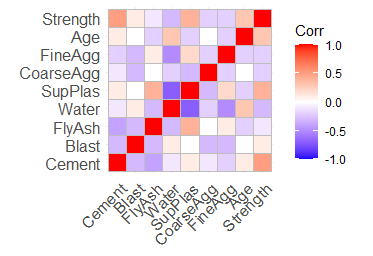 Strength
Age
FineAgg
CoarseAgg
SupPlas
Water
FlyAsh
Blast
Cement
Cement
Blast
FlyAsh
Water
SupPlas
CoarseAgg
FineAgg
Age
Strength
Corr
1.0
0.5
0.0
-0.5
-1.0